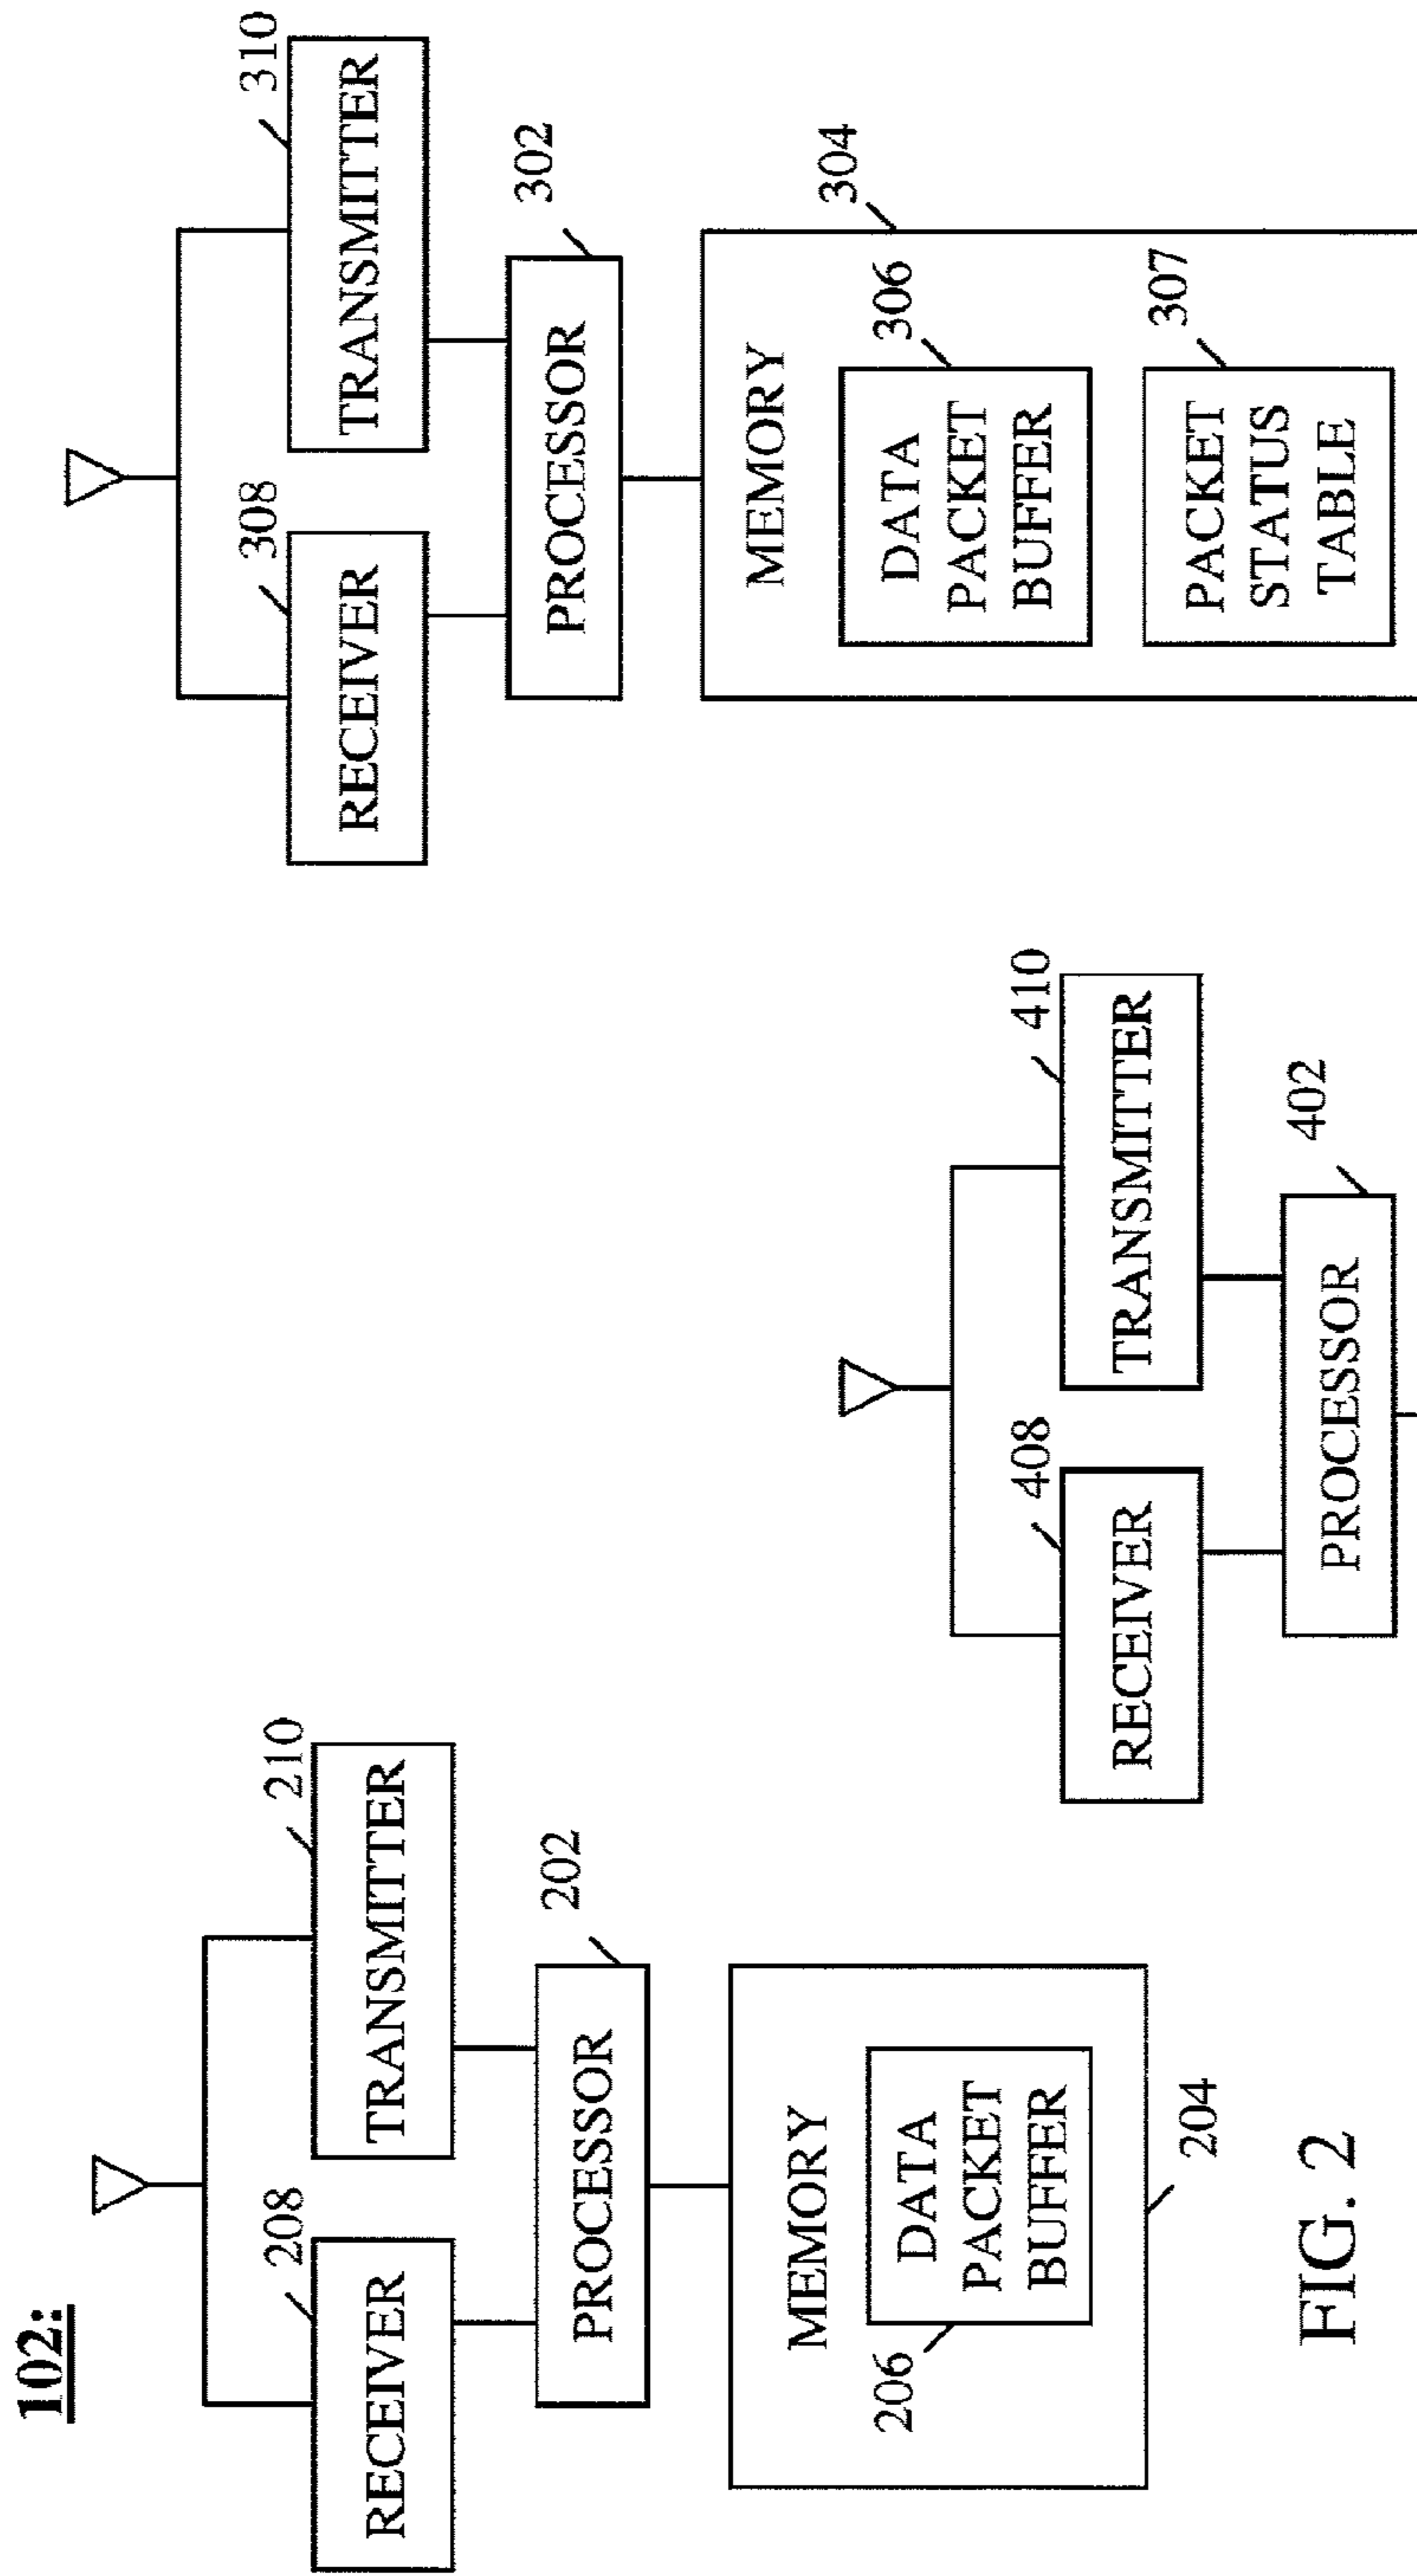 102:
208
210
RECEIVER
TRANSMITTER
202
PROCESSOR
MEMORY
206
DATA
PACKET
BUFFER
204
FIG. 2
308
310
RECEIVER
TRANSMITTER
302
PROCESSOR
304
MEMORY
306
DATA
PACKET
BUFFER
307
PACKET
STATUS
TABLE
408
410
RECEIVER
TRANSMITTER
402
PROCESSOR